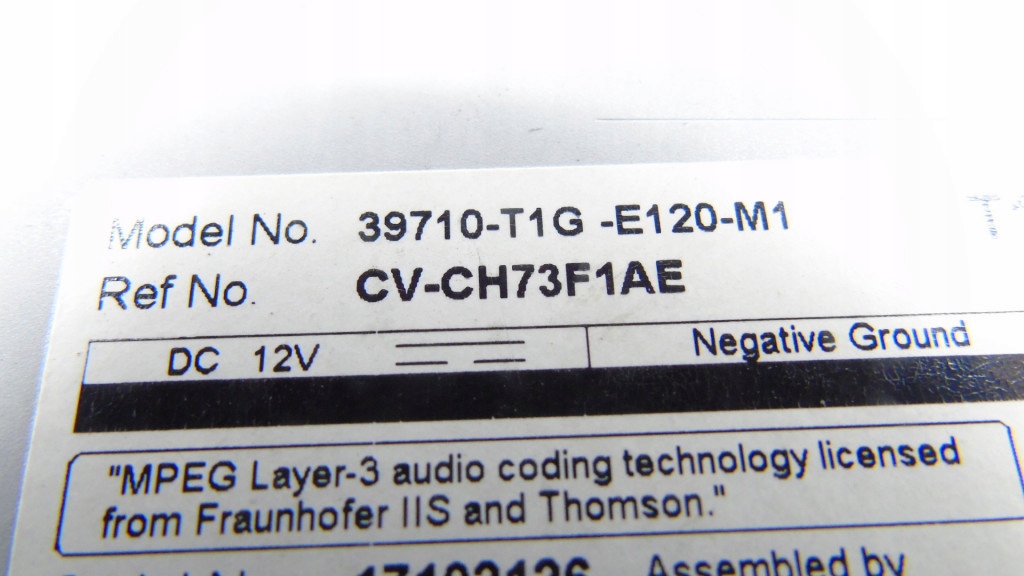 Model No. 39710-T1G -E120-M1
Ref No. CV-CH73F1AE
DC 12V Negative Ground
"MPEG Layer-3 audio coding technology licensed
from Fraunhofer IIS and Thomson."
Assembled by